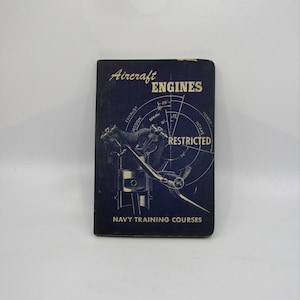 Aircraft
ENGINES
RESTRICTED
NAVY TRAINING COURSES